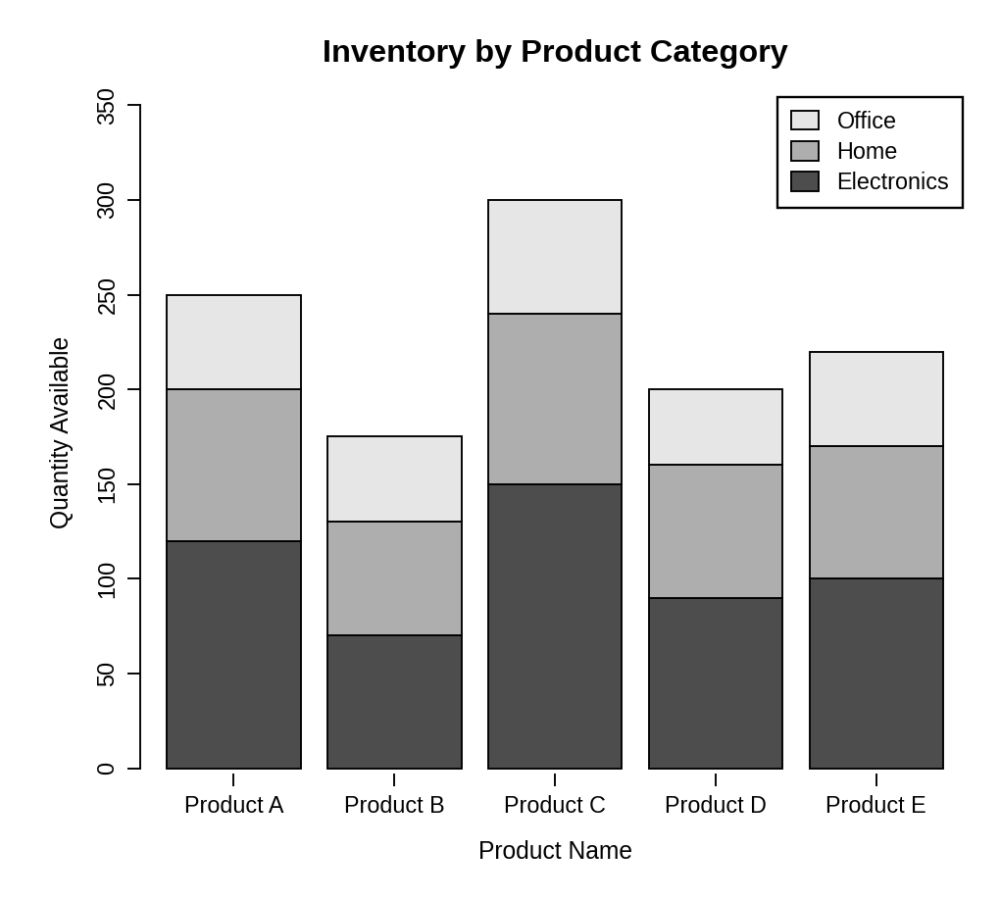 Inventory by Product Category
Office
Home
Electronics
350
300
250
200
150
100
50
0
Quantity Available
Product A
Product B
Product C
Product D
Product E
Product Name